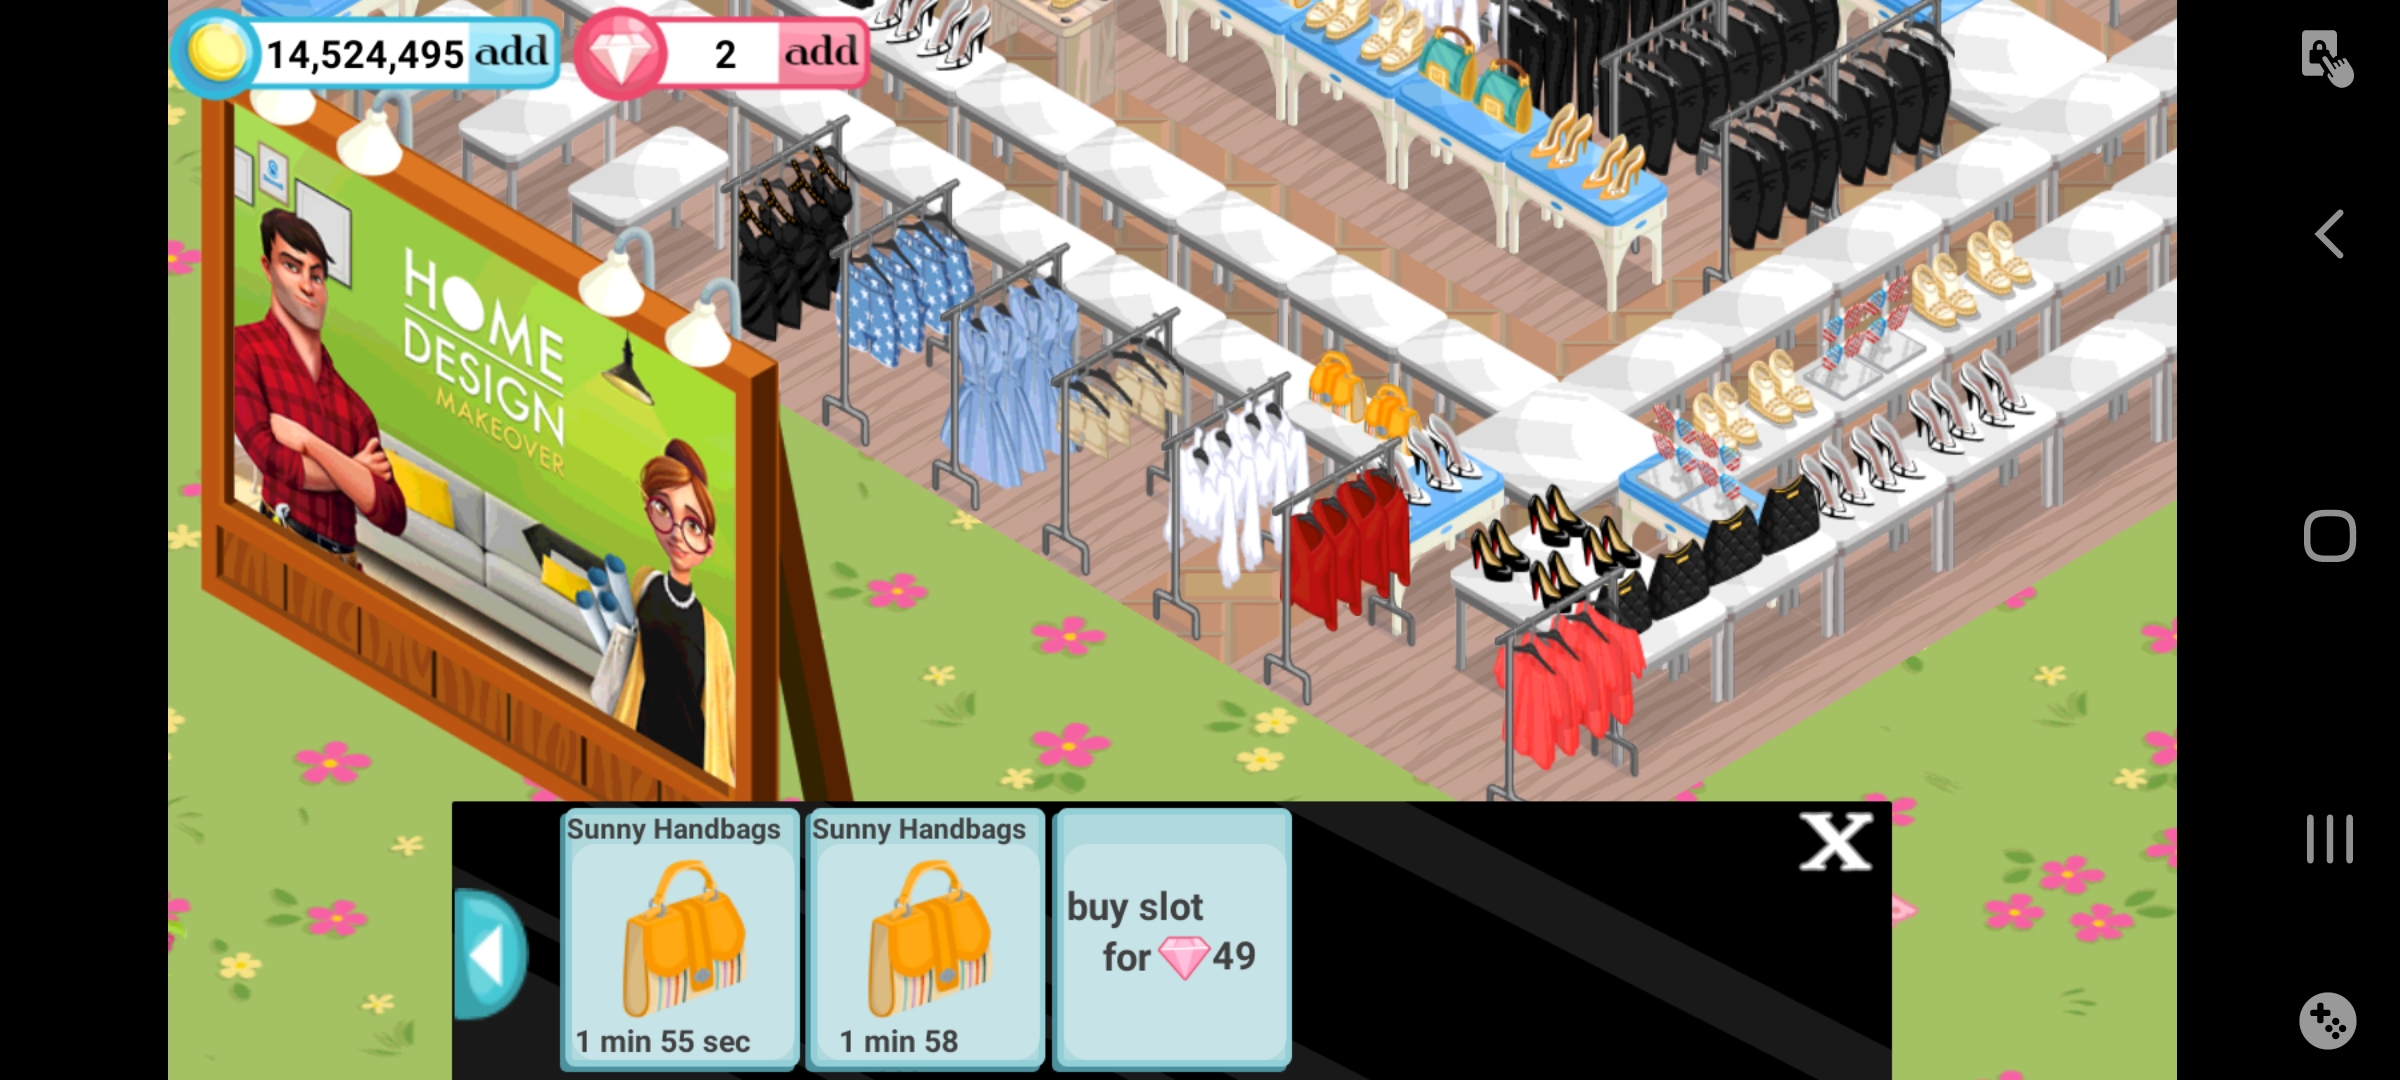 14,524,495 add
2 add
HOME
DESIGN
MAKEOVER
Sunny Handbags
1 min 55 sec
Sunny Handbags
1 min 58
buy slot
for 49
X